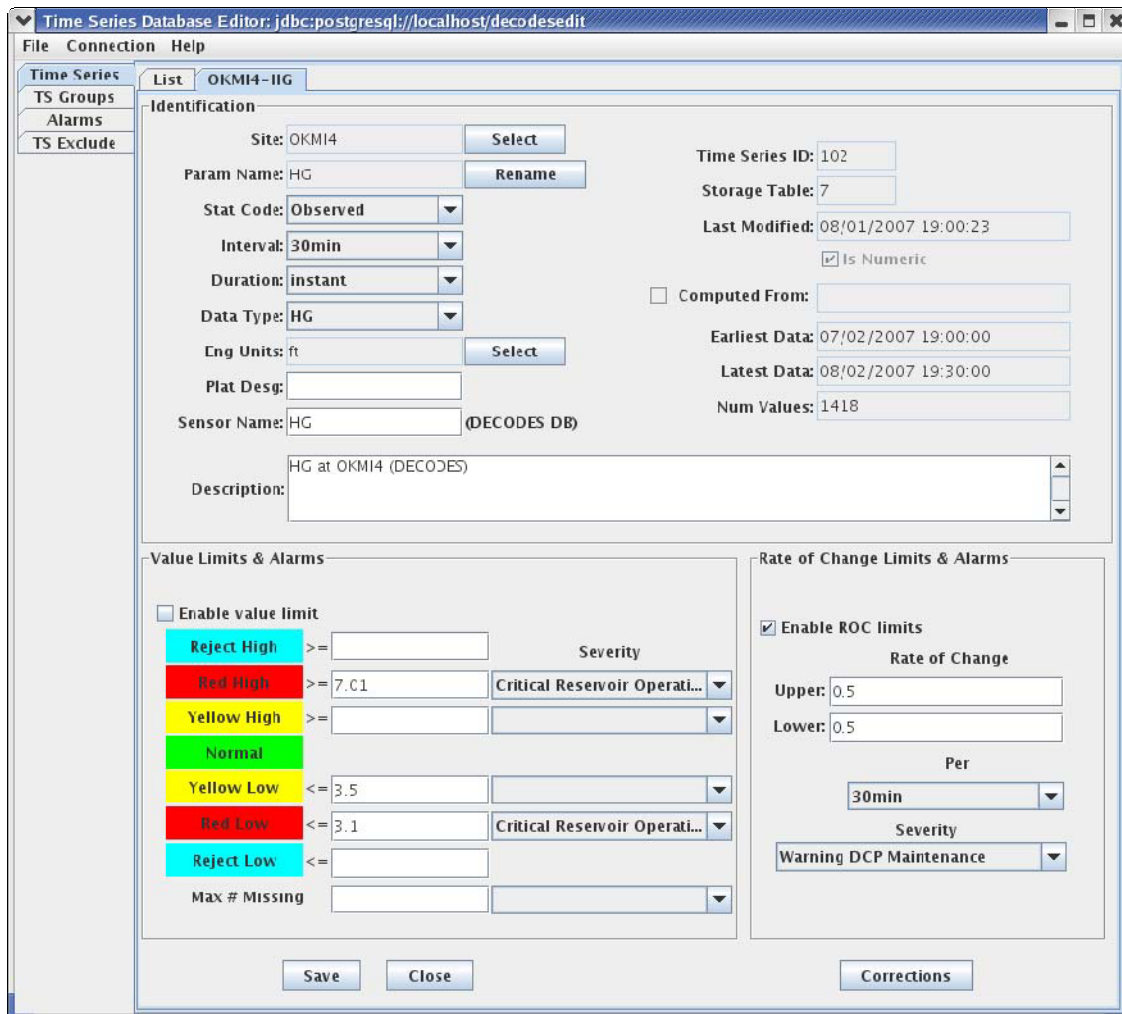 Time Series Database Editor: jdbc:postgresql://localhost/decodesedit
File Connection Help
Time Series
TS Groups
Alarms
TS Exclude
List OKMI4-HG
Identification
Site: OKMI4 Select
Param Name: HG Rename
Stat Code: Observed
Interval: 30min
Duration: instant
Data Type: HG
Eng Units: ft Select
Plat Desg:
Sensor Name: HG (DECODES DB)
Time Series ID: 102
Storage Table: 7
Last Modified: 08/01/2007 19:00:23
Is Numeric
Computed From:
Earliest Data: 07/02/2007 19:00:00
Latest Data: 08/02/2007 19:30:00
Num Values: 1418
Description: HG at OKMI4 (DECODES)
Value Limits & Alarms
Enable value limit
Reject High >=
Severity
Red High >= 7.01 Critical Reservoir Operati...
Yellow High >=
Normal
Yellow Low <= 3.5
Red Low <= 3.1 Critical Reservoir Operati...
Reject Low <=
Max # Missing
Rate of Change Limits & Alarms
Enable ROC limits
Rate of Change
Upper: 0.5
Lower: 0.5
Per
30min
Severity
Warning DCP Maintenance
Save Close Corrections